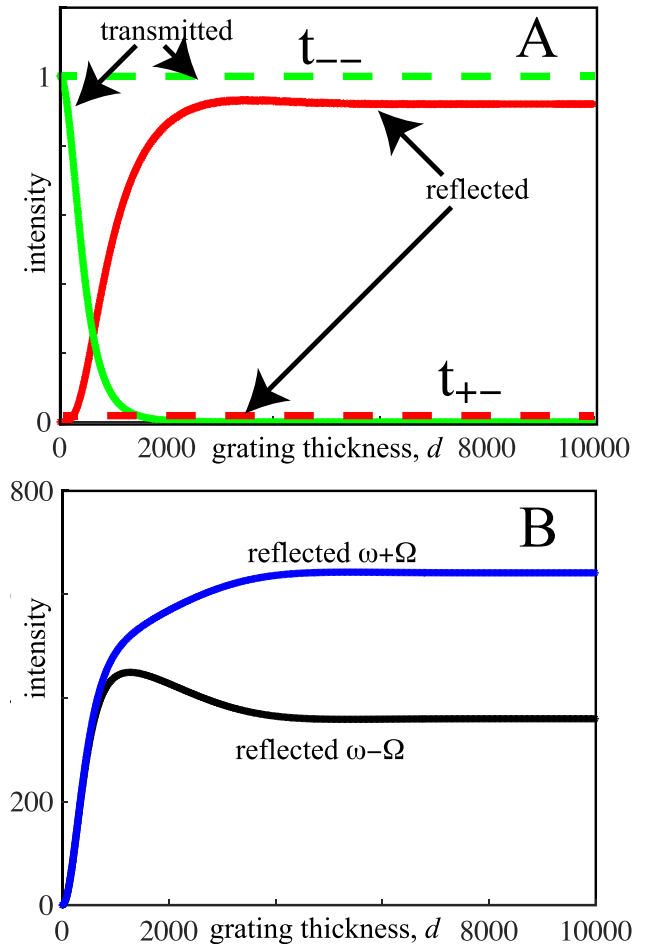 transmitted
t−−
A
1
reflected
intensity
t+−
0
0 2000 8000 10000
grating thickness, d
800
B
reflected ω+Ω
intensity
reflected ω−Ω
200
0
0 2000 8000 10000
grating thickness, d